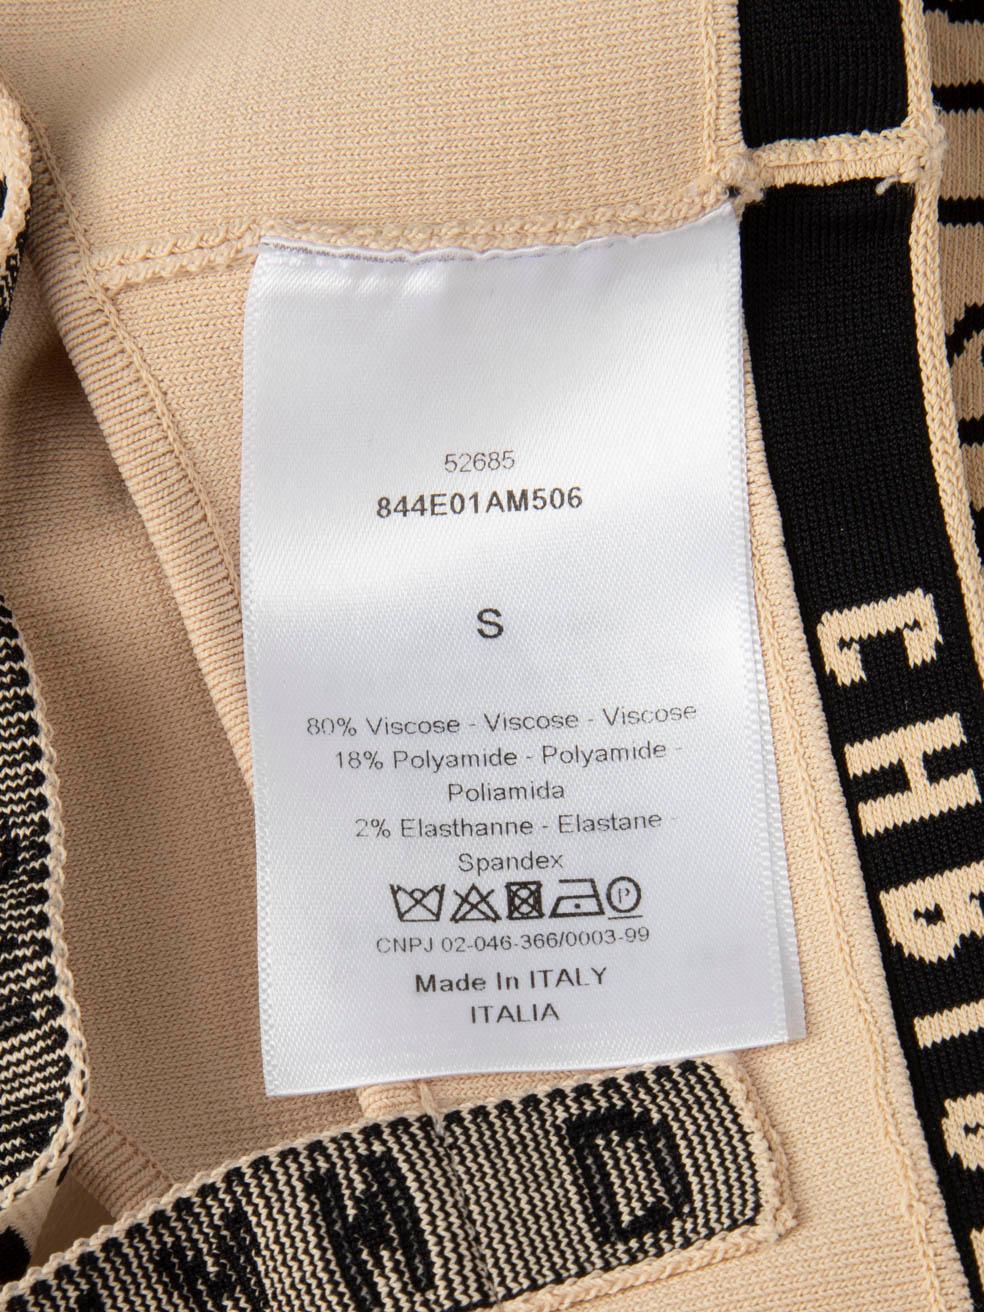 52685
844E01AM506
S
80% Viscose - Viscose - Viscose
18% Polyamide - Polyamide -
Poliamida
2% Elasthanne - Elastane -
Spandex
P
CNPJ 02-046-366/0003-99
Made In ITALY
ITALIA
CHRIS